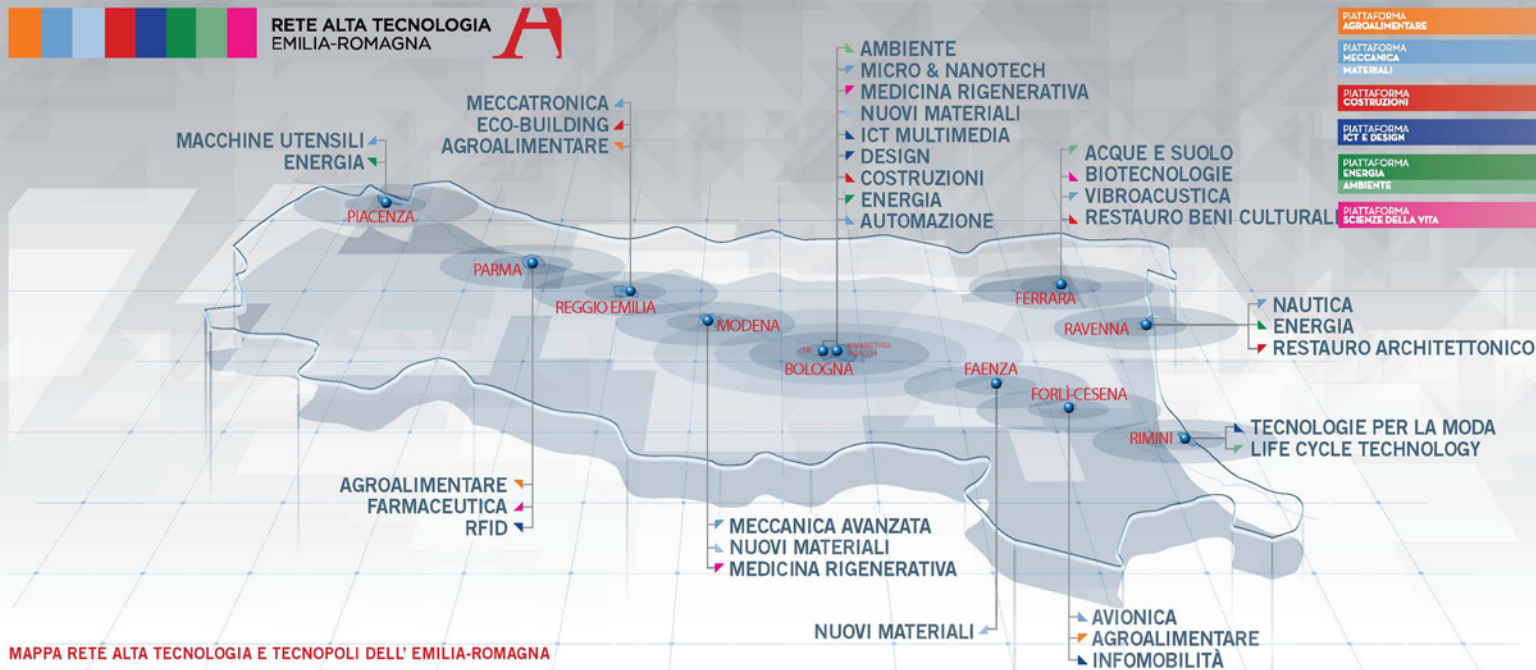 RETE ALTA TECNOLOGIA
EMILIA-ROMAGNA
PIATTAFORMA
AGROALIMENTARE
PIATTAFORMA
MECCANICA
MATERIALI
PIATTAFORMA
COSTRUZIONI
PIATTAFORMA
ICT E DESIGN
PIATTAFORMA
ENERGIA
AMBIENTE
PIATTAFORMA
SCIENZE DELLA VITA
MACCHINE UTENSILI
ENERGIA
PIACENZA
MECCATRONICA
ECO-BUILDING
AGROALIMENTARE
REGGIO EMILIA
AMBIENTE
MICRO & NANOTECH
MEDICINA RIGENERATIVA
NUOVI MATERIALI
ICT MULTIMEDIA
DESIGN
COSTRUZIONI
ENERGIA
AUTOMAZIONE
CNR
MANIFATTURA
TABACCHI
BOLOGNA
ACQUE E SUOLO
BIOTECNOLOGIE
VIBROACUSTICA
RESTAURO BENI CULTURALI
FERRARA
PARMA
AGROALIMENTARE
FARMACEUTICA
RFID
MODENA
MECCANICA AVANZATA
NUOVI MATERIALI
MEDICINA RIGENERATIVA
RAVENNA
NAUTICA
ENERGIA
RESTAURO ARCHITETTONICO
FAENZA
NUOVI MATERIALI
FORLÌ-CESENA
AVIONICA
AGROALIMENTARE
INFOMOBILITÀ
RIMINI
TECNOLOGIE PER LA MODA
LIFE CYCLE TECHNOLOGY
MAPPA RETE ALTA TECNOLOGIA E TECNOPOLI DELL' EMILIA-ROMAGNA